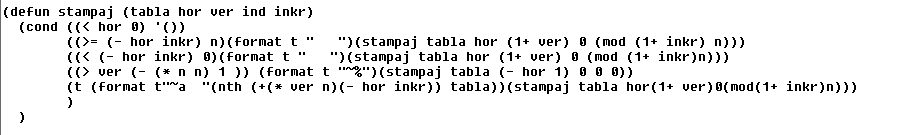 (defun stampaj (tabla hor ver ind inkr)
(cond ((< hor 0) '())
((>= (- hor inkr) n)(format t "   ")(stampaj tabla hor (1+ ver) 0 (mod (1+ inkr) n)))
((< (- hor inkr) 0)(format t "   ")(stampaj tabla hor (1+ ver) 0 (mod (1+ inkr)n)))
((> ver (- (* n n) 1 )) (format t "~%")(stampaj tabla (- hor 1) 0 0 0))
(t (format t"~a  "(nth (+(* ver n)(- hor inkr)) tabla))(stampaj tabla hor(1+ ver)0(mod(1+ inkr)n)))
)
)